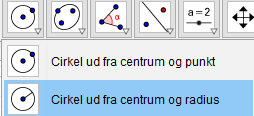 α
a = 2
Cirkel ud fra centrum og punkt
Cirkel ud fra centrum og radius